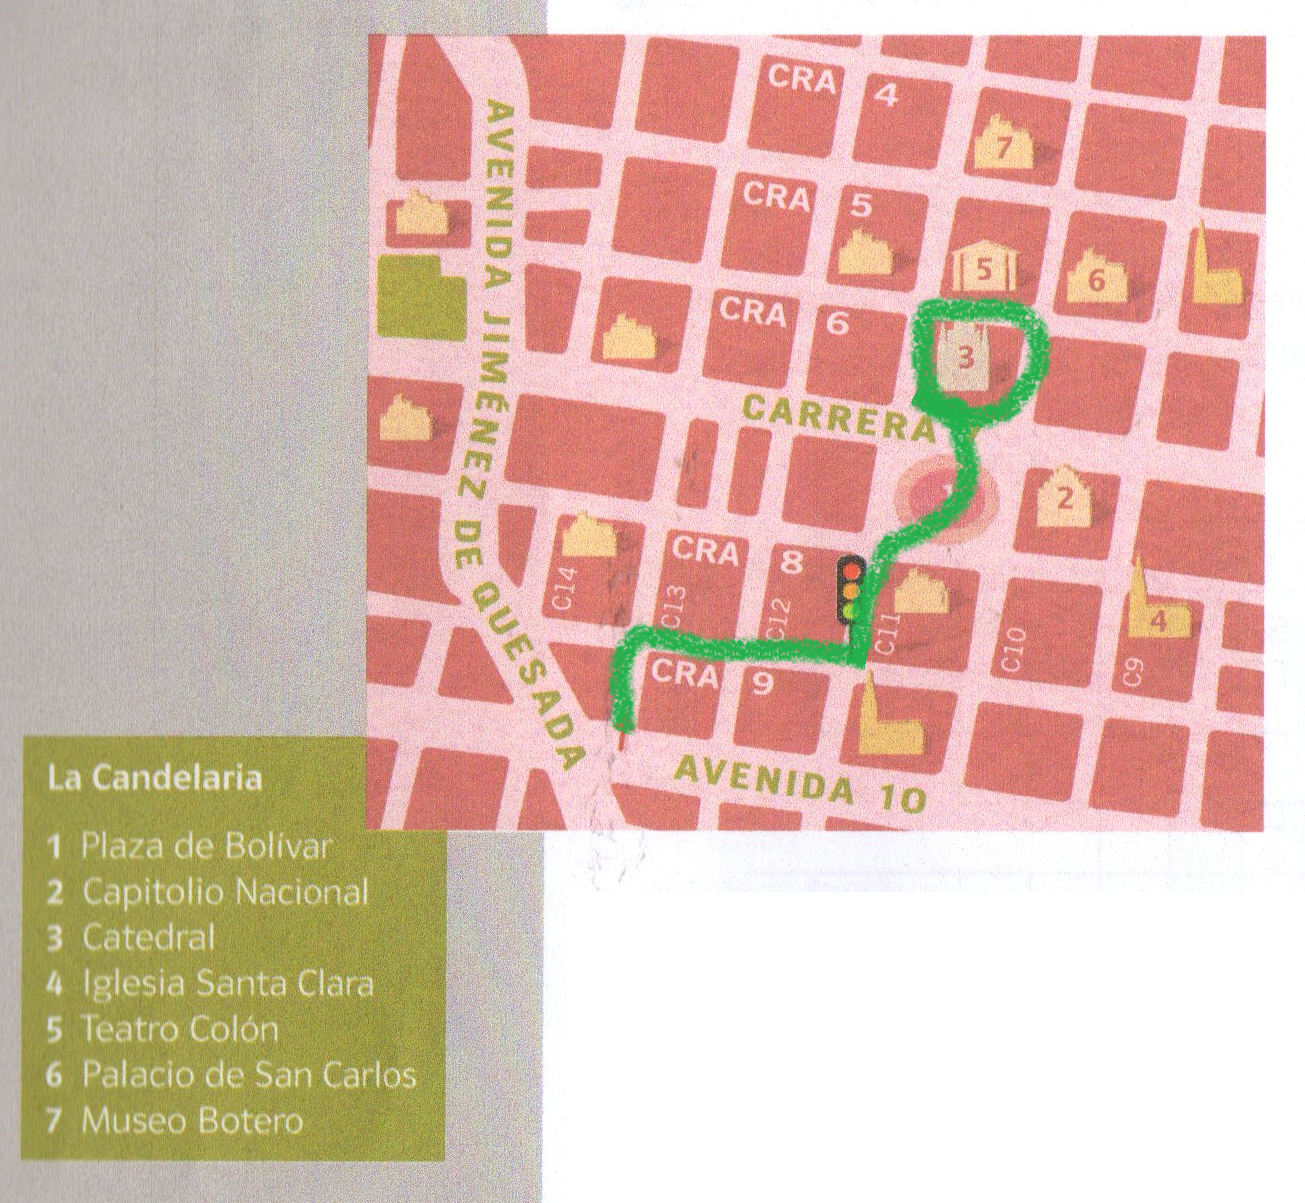 CRA 4
7
AVENIDA JIMÉNEZ DE QUESADA
CRA 5
5
6
CRA 6
3
CARRERA
2
CRA 8
C14
C13
C12
C11
C10
C9
4
CRA 9
AVENIDA 10
La Candelaria
1 Plaza de Bolívar
2 Capitolio Nacional
3 Catedral
4 Iglesia Santa Clara
5 Teatro Colón
6 Palacio de San Carlos
7 Museo Botero